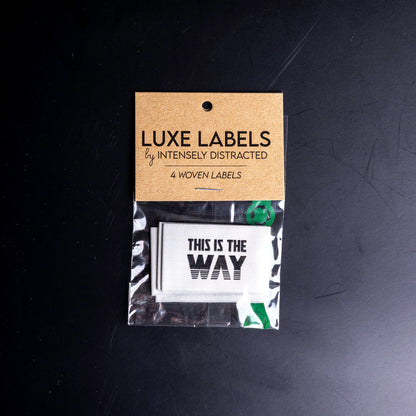 LUXE LABELS
by INTENSELY DISTRACTED
4 WOVEN LABELS
THIS IS THE
WAY